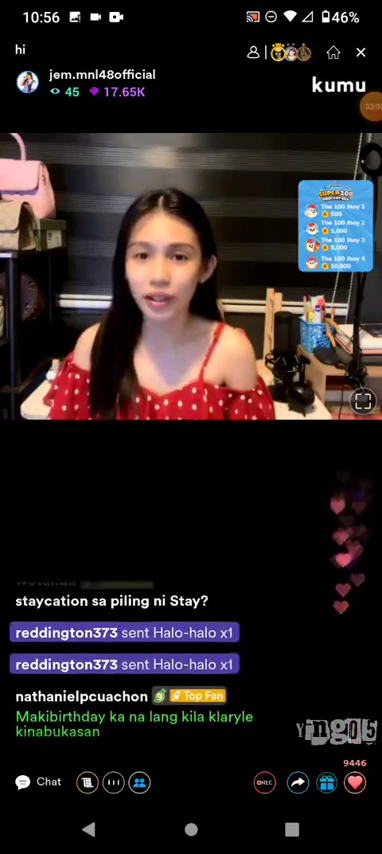 10:56
46%
hi
jem.mnl48official
45 17.65K
kumu
33:0
SUPER 100
The 100 Jhoy 1
500
The 100 Jhoy 2
1,000
The 100 Jhoy 3
5,000
The 100 Jhoy 4
10,000
staycation sa piling ni Stay?
reddington373 sent Halo-halo x1
reddington373 sent Halo-halo x1
nathanielpcuachon Top Fan
Makibirthday ka na lang kila klaryle
kinabukasan
Yng05
9446
Chat
REC